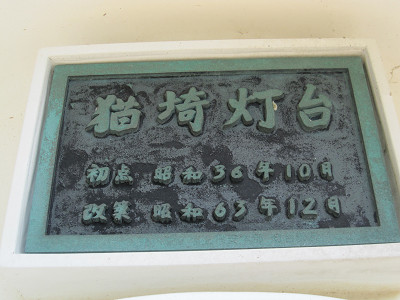 猫埼灯台
初点 昭和36年10月
改築 昭和63年12月